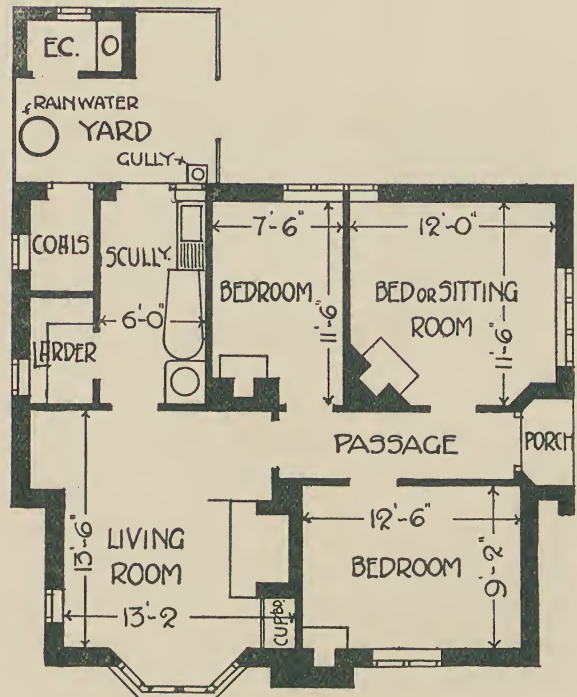 E.C.
RAINWATER
YARD
GULLY
COALS
SCULLY.
7'-6"
12'-0"
BEDROOM
BED OR SITTING
ROOM
11'-6"
11'-6"
6'-0"
LARDER
PASSAGE
PORCH
13'-6"
LIVING
ROOM
13'-2
CUPBD.
12'-6"
BEDROOM
9'-2"